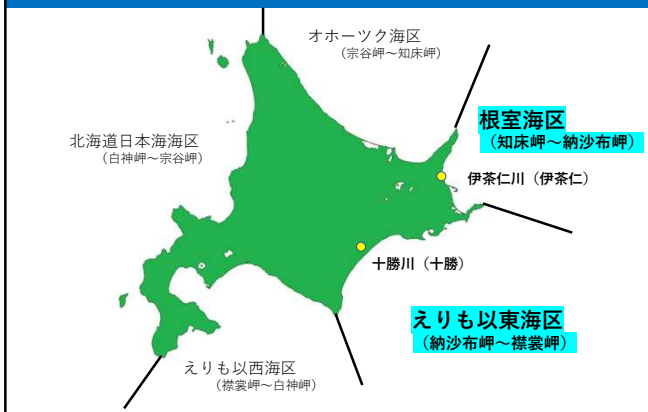 オホーツク海区
（宗谷岬～知床岬）
根室海区
（知床岬～納沙布岬）
北海道日本海海区
（白神岬～宗谷岬）
伊茶仁川（伊茶仁）
十勝川（十勝）
えりも以東海区
（納沙布岬～襟裳岬）
えりも以西海区
（襟裳岬～白神岬）